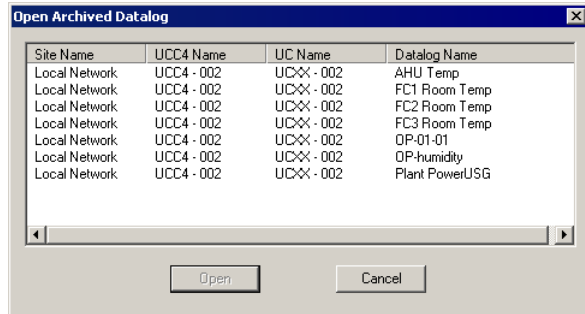 Open Archived Datalog
Site Name UCC4 Name UC Name Datalog Name
Local Network UCC4 - 002 UCXX - 002 AHU Temp
Local Network UCC4 - 002 UCXX - 002 FC1 Room Temp
Local Network UCC4 - 002 UCXX - 002 FC2 Room Temp
Local Network UCC4 - 002 UCXX - 002 FC3 Room Temp
Local Network UCC4 - 002 UCXX - 002 OP-01-01
Local Network UCC4 - 002 UCXX - 002 OP-humidity
Local Network UCC4 - 002 UCXX - 002 Plant PowerUSG
Open Cancel